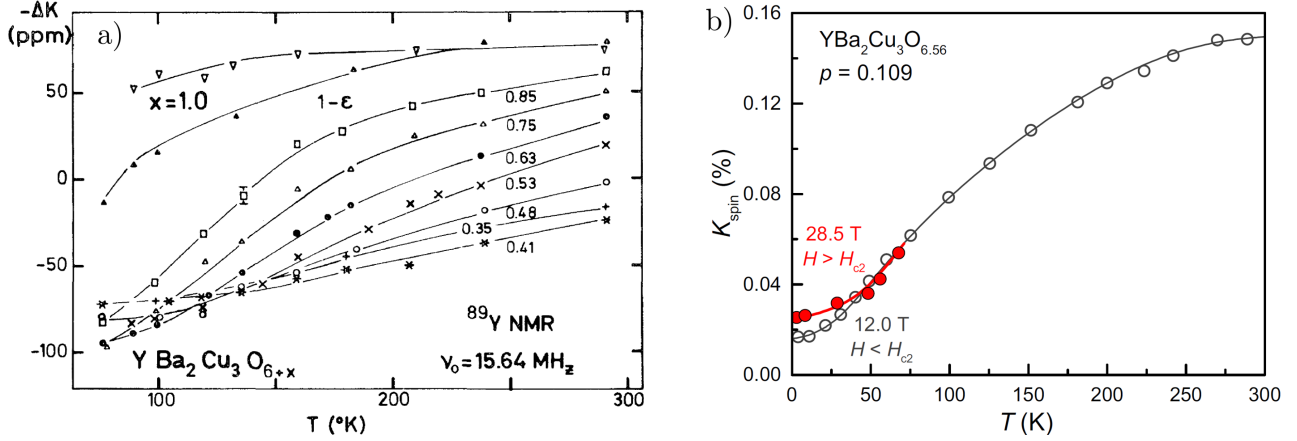 -ΔK
(ppm)
a)
50
0
-50
-100
x=1.0
1-ε
0.85
0.75
0.63
0.53
0.48
0.35
0.41
⁸⁹Y NMR
Y Ba₂ Cu₃ O₆₊ₓ
ν₀=15.64 MHz
100
200
300
T (°K)
b)
0.16
0.12
0.08
0.04
0.00
K_spin (%)
YBa₂Cu₃O₆.₅₆
p = 0.109
28.5 T
H > H_c2
12.0 T
H < H_c2
0 50 100 150 200 250 300
T (K)